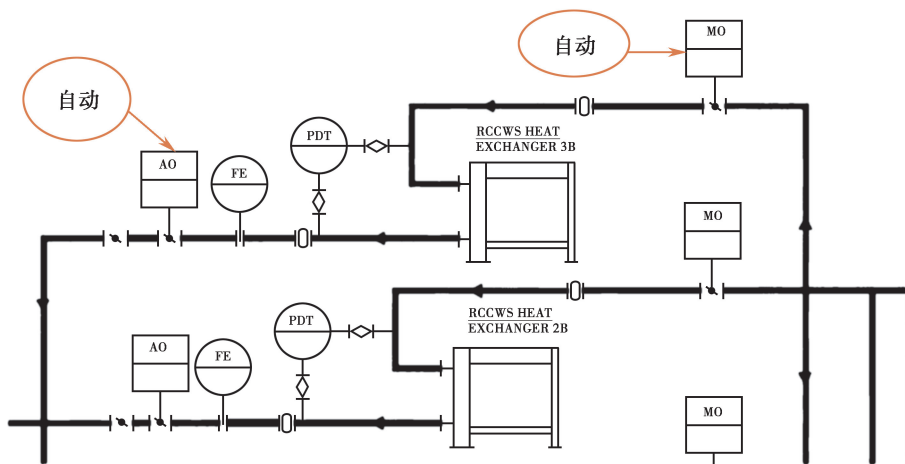 自动
MO
自动
RCCWS HEAT
EXCHANGER 3B
PDT
AO
FE
MO
RCCWS HEAT
EXCHANGER 2B
PDT
AO
FE
MO